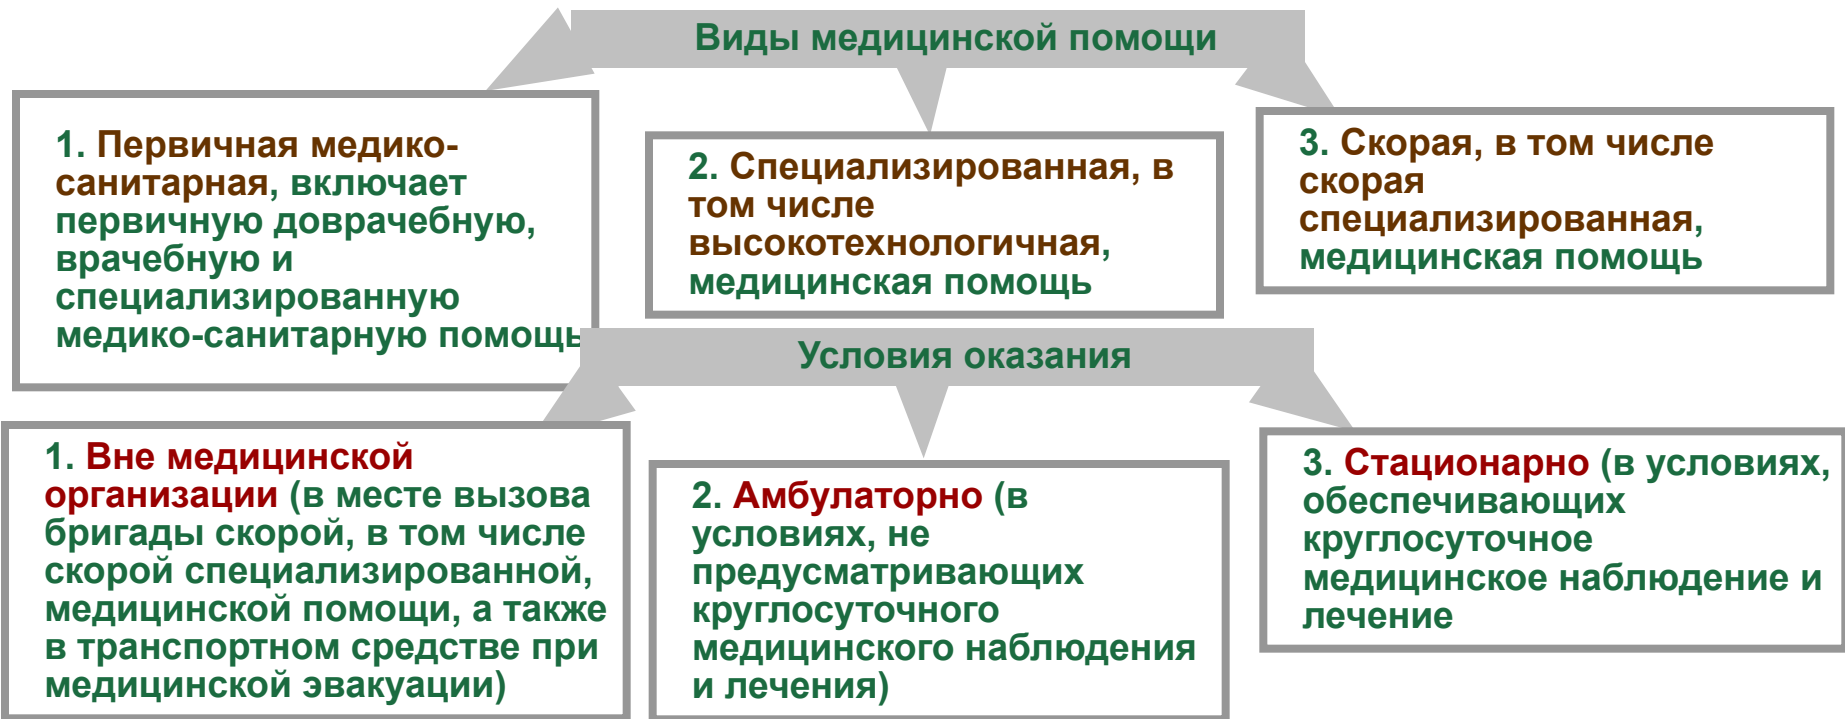 Виды медицинской помощи
1. Первичная медико-
санитарная, включает
первичную доврачебную,
врачебную и
специализированную
медико-санитарную помощь
2. Специализированная, в
том числе
высокотехнологичная,
медицинская помощь
3. Скорая, в том числе
скорая
специализированная,
медицинская помощь
Условия оказания
1. Вне медицинской
организации (в месте вызова
бригады скорой, в том числе
скорой специализированной,
медицинской помощи, а также
в транспортном средстве при
медицинской эвакуации)
2. Амбулаторно (в
условиях, не
предусматривающих
круглосуточного
медицинского наблюдения
и лечения)
3. Стационарно (в условиях,
обеспечивающих
круглосуточное
медицинское наблюдение и
лечение